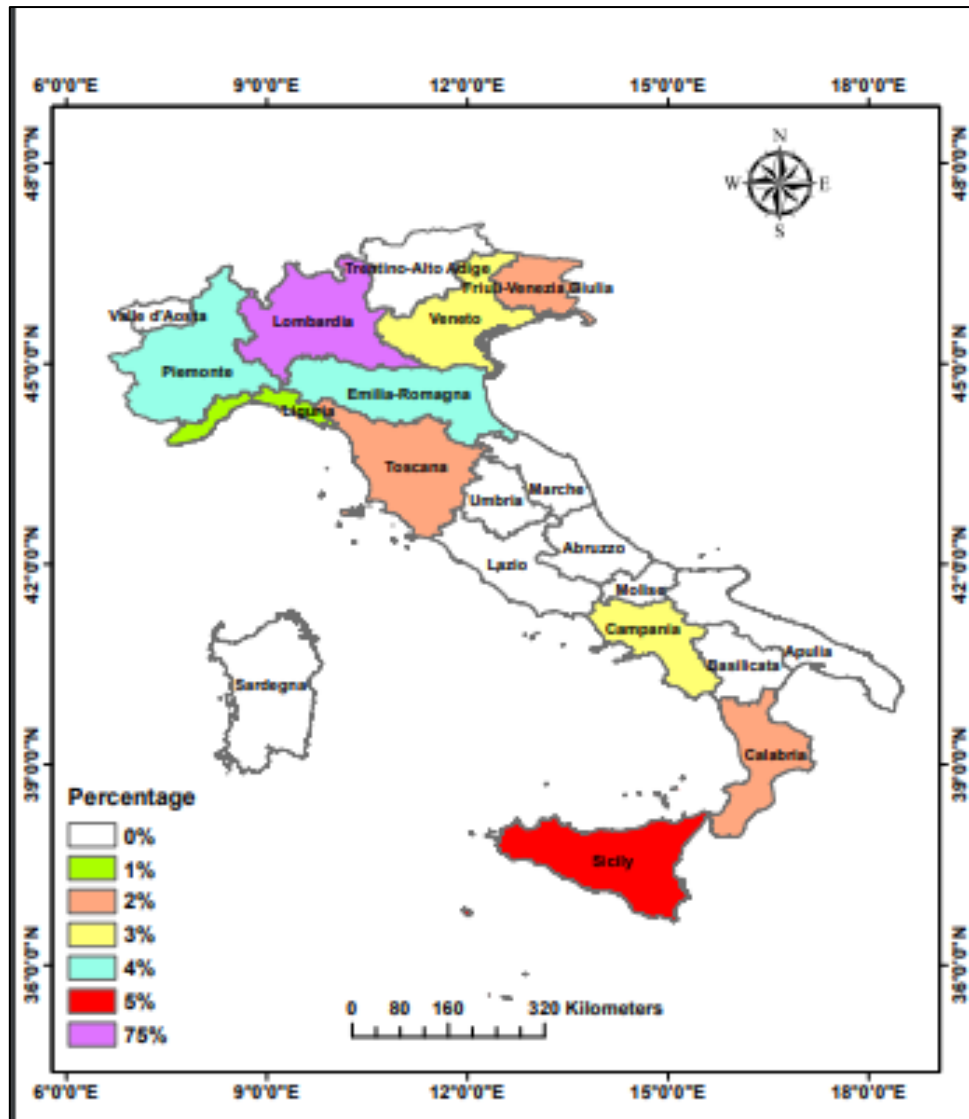 6°0'0"E 9°0'0"E 12°0'0"E 15°0'0"E 18°0'0"E
48°0'0"N 48°0'0"N
N
W E
S
Trentino-Alto Adige
Friuli-Venezia Giulia
Valle d'Aosta
Lombardia
Veneto
45°0'0"N 45°0'0"N
Piemonte
Emilia-Romagna
Liguria
Toscana
Marche
Umbria
Abruzzo
Lazio
42°0'0"N 42°0'0"N
Molise
Campania
Apulia
Basilicata
Sardegna
Calabria
39°0'0"N 39°0'0"N
Sicily
Percentage
0%
1%
2%
3%
4%
5%
75%
36°0'0"N 36°0'0"N
0 80 160 320 Kilometers
6°0'0"E 9°0'0"E 12°0'0"E 15°0'0"E 18°0'0"E